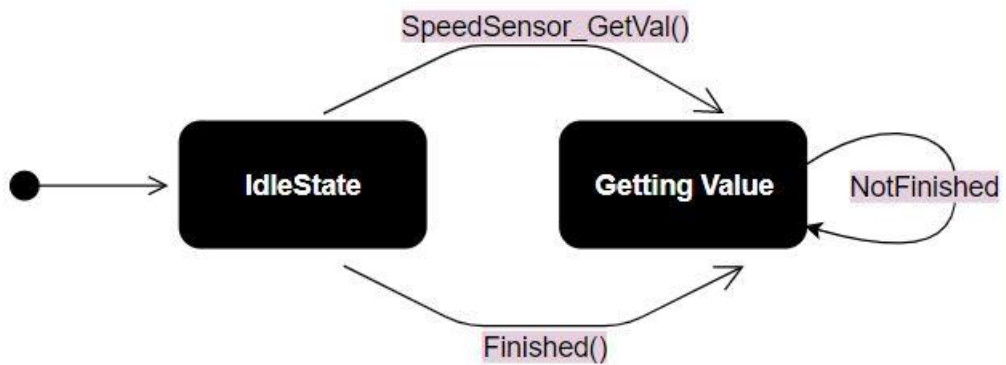 SpeedSensor_GetVal()
IdleState
Getting Value
NotFinished
Finished()